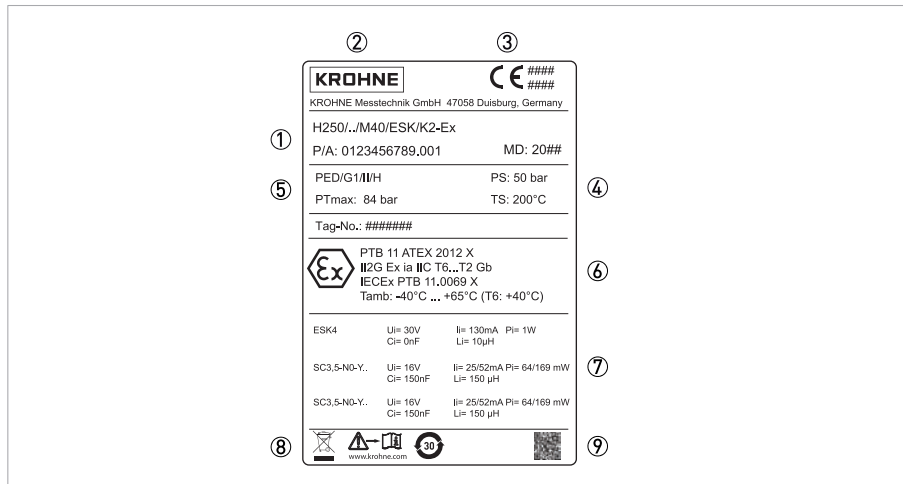 ② ③
KROHNE CE ####
####
KROHNE Messtechnik GmbH 47058 Duisburg, Germany
① H250/../M40/ESK/K2-Ex
P/A: 0123456789.001 MD: 20##
⑤ PED/G1/II/H PS: 50 bar ④
PTmax: 84 bar TS: 200°C
Tag-No.: #######
Ex PTB 11 ATEX 2012 X
II2G Ex ia IIC T6...T2 Gb ⑥
IECEx PTB 11.0069 X
Tamb: -40°C ... +65°C (T6: +40°C)
ESK4 Ui= 30V Ii= 130mA Pi= 1W
Ci= 0nF Li= 10µH
SC3,5-N0-Y.. Ui= 16V Ii= 25/52mA Pi= 64/169 mW ⑦
Ci= 150nF Li= 150 µH
SC3,5-N0-Y.. Ui= 16V Ii= 25/52mA Pi= 64/169 mW
Ci= 150nF Li= 150 µH
⑧ 30 ⑨
www.krohne.com